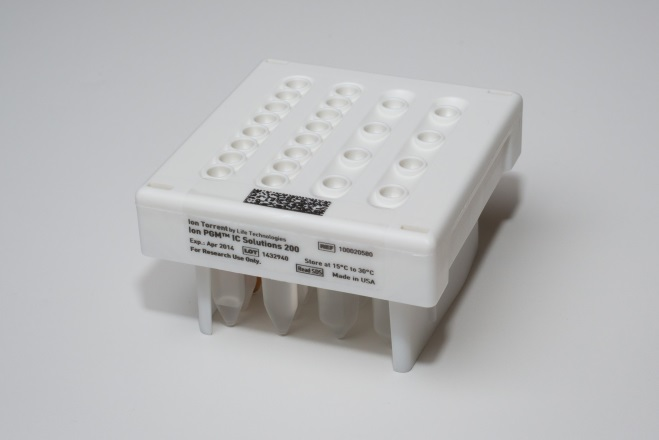 Ion Torrent by Life Technologies
Ion PGM™ IC Solutions 200
REF 100020580
Exp.: Apr 2014 LOT 1432940
Store at 15°C to 30°C
For Research Use Only.
Read SDS Made in USA